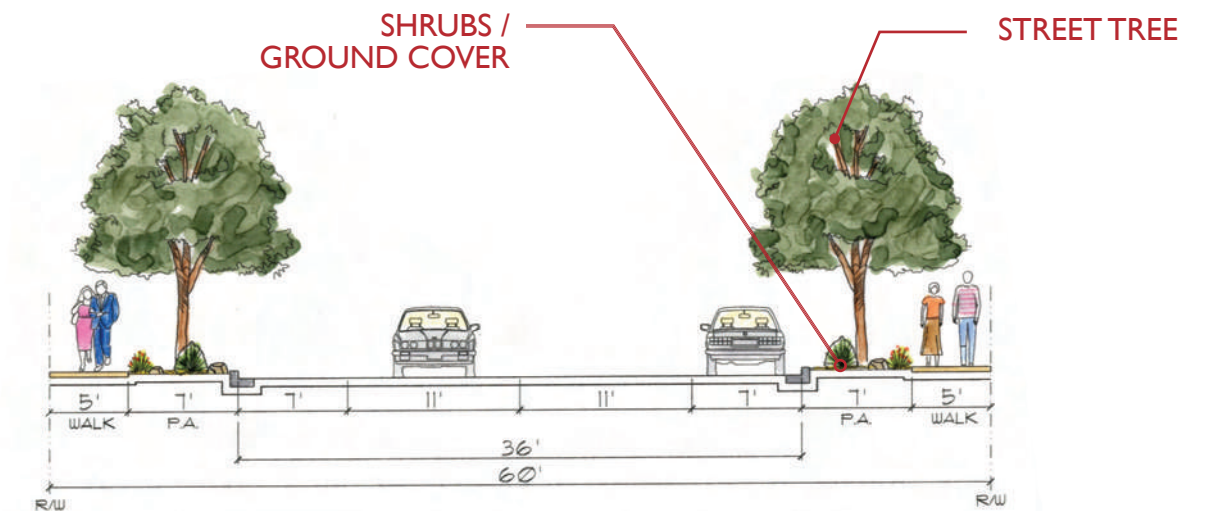 SHRUBS /
GROUND COVER
STREET TREE
5' 7' 7' 11' 11' 7' 7' 5'
WALK P.A. P.A. WALK
36'
60'
R/W R/W